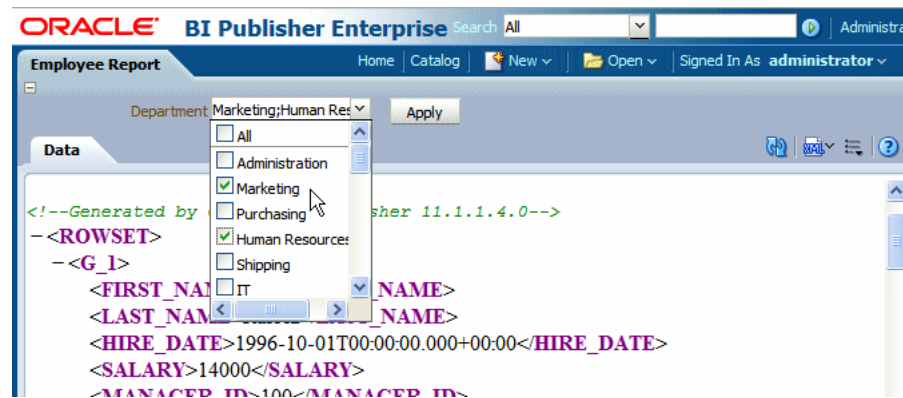 ORACLE BI Publisher Enterprise Search All Administra
Employee Report Home Catalog New Open Signed In As administrator
Department Marketing;Human Res Apply
All
Data
Administration
Marketing
<!--Generated by sher 11.1.1.4.0-->
Purchasing
-<ROWSET>
Human Resources
-<G_1>
Shipping
<FIRST_NA NAME>
IT
<LAST_NAM NAME>
<HIRE_DATE>1996-10-01T00:00:00.000+00:00</HIRE_DATE>
<SALARY>14000</SALARY>
<MANAGER_ID>100</MANAGER_ID>